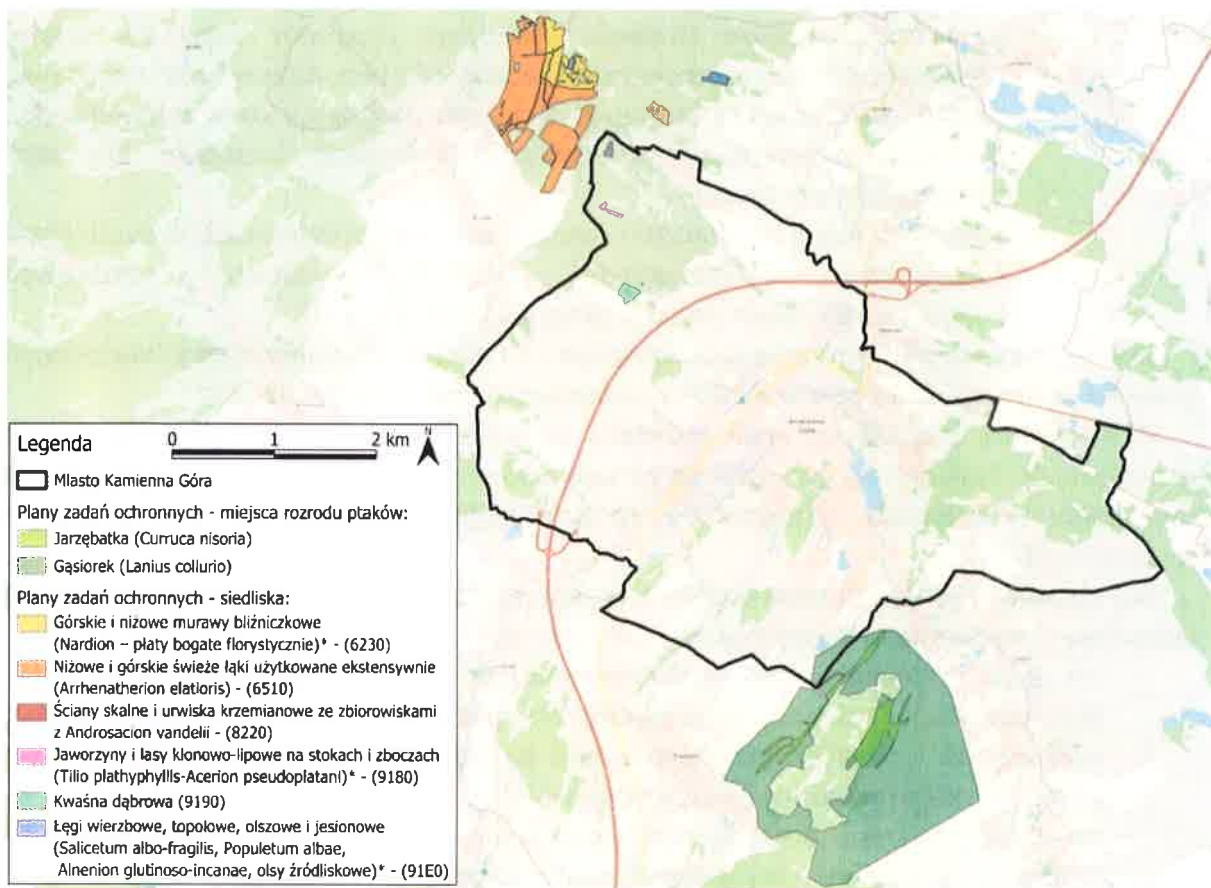 Legenda
0 1 2 km
N
Miasto Kamienna Góra
Plany zadań ochronnych - miejsca rozrodu ptaków:
Jarzębatka (Curruca nisoria)
Gąsiorek (Lanius collurio)
Plany zadań ochronnych - siedliska:
Górskie i niżowe murawy bliźniczkowe
(Nardion – płaty bogate florystycznie)* - (6230)
Niżowe i górskie świeże łąki użytkowane ekstensywnie
(Arrhenatherion elatioris) - (6510)
Ściany skalne i urwiska krzemianowe ze zbiorowiskami
z Androsacion vandelii - (8220)
Jaworzyny i lasy klonowo-lipowe na stokach i zboczach
(Tilio plathyphyllis-Acerion pseudoplatani)* - (9180)
Kwaśna dąbrowa (9190)
Łęgi wierzbowe, topolowe, olszowe i jesionowe
(Salicetum albo-fragilis, Populetum albae,
Alnenion glutinoso-incanae, olsy źródliskowe)* - (91E0)